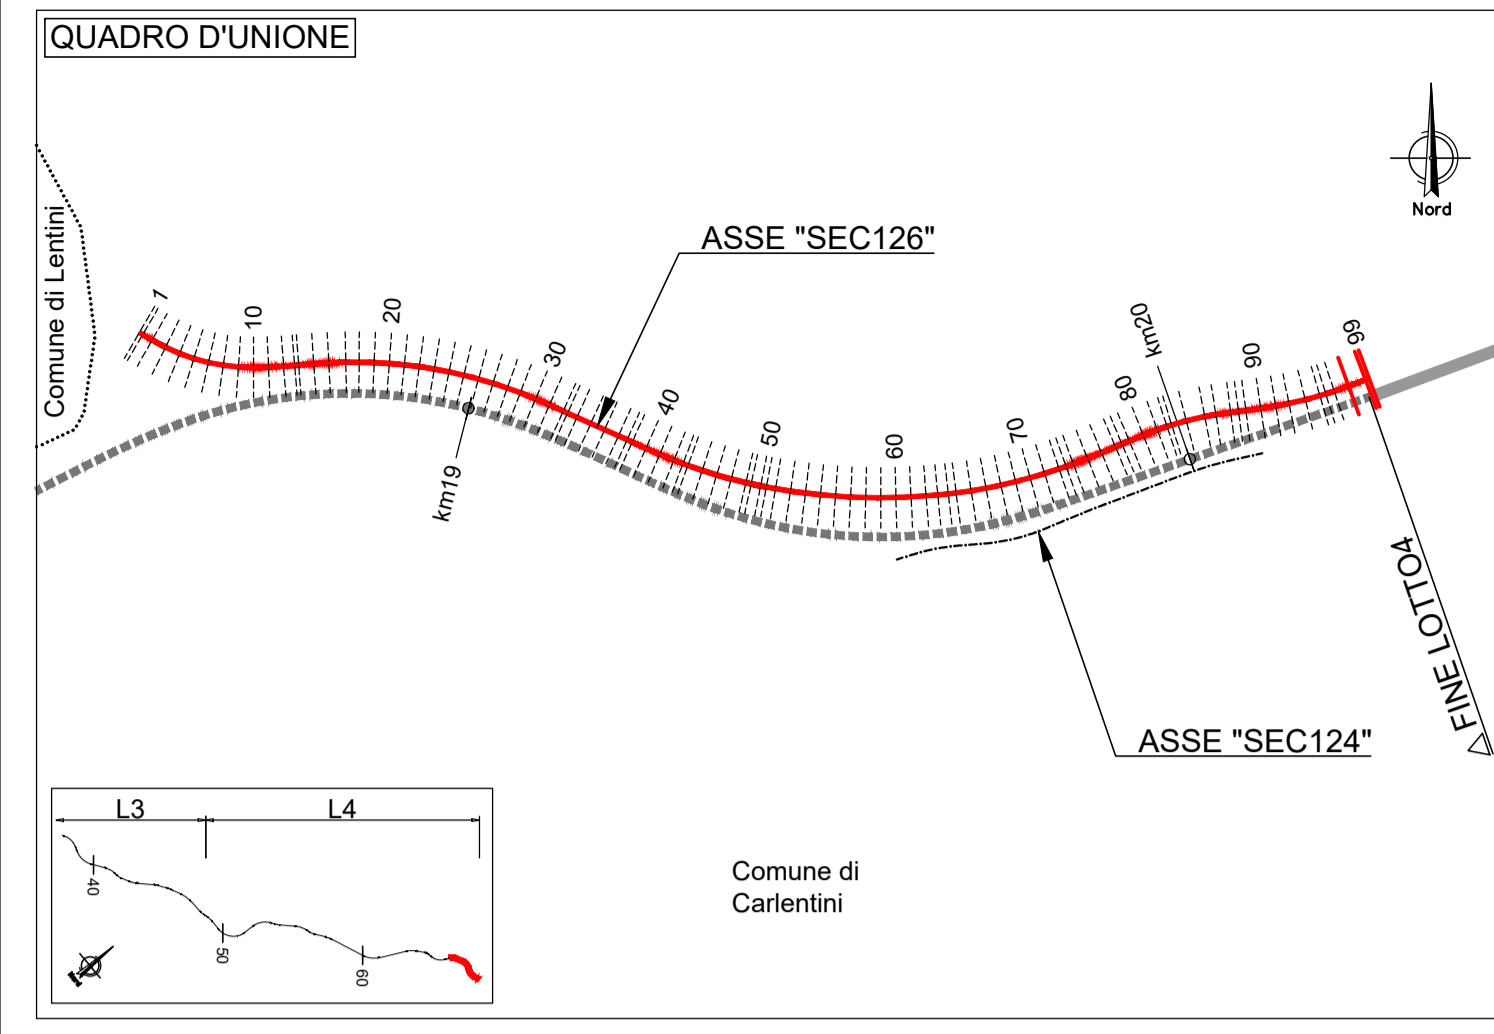 QUADRO D'UNIONE
Nord
Comune di Lentini
ASSE "SEC126"
1
10
20
30
40
50
60
70
80
90
99
km19
km20
FINE LOTTO4
ASSE "SEC124"
L3
L4
40
50
60
Comune di
Carlentini